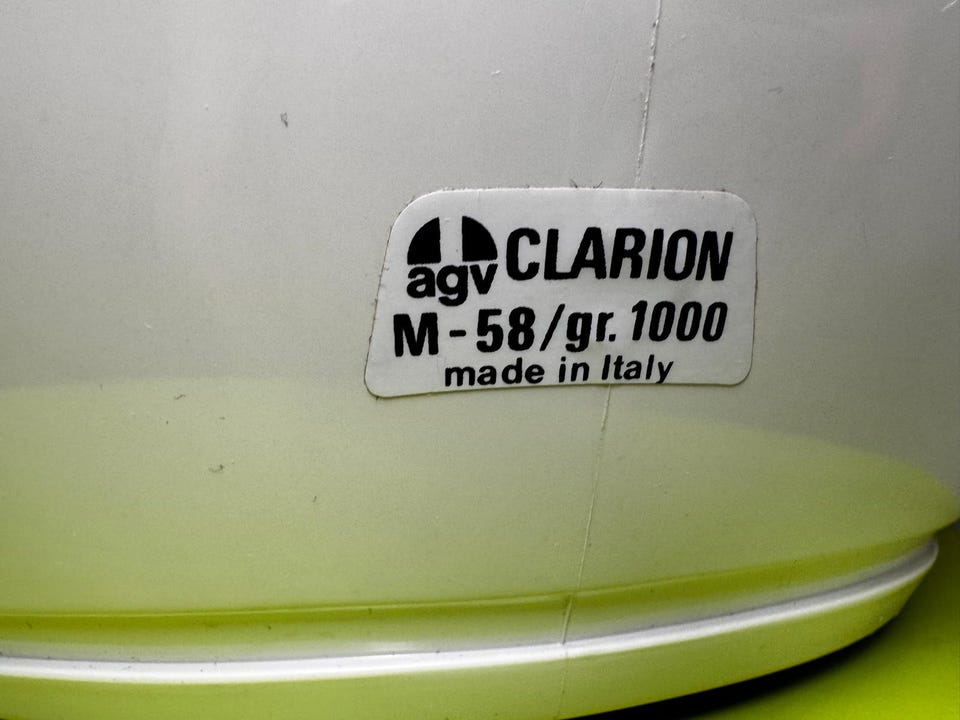 agv CLARION
M-58/gr. 1000
made in Italy